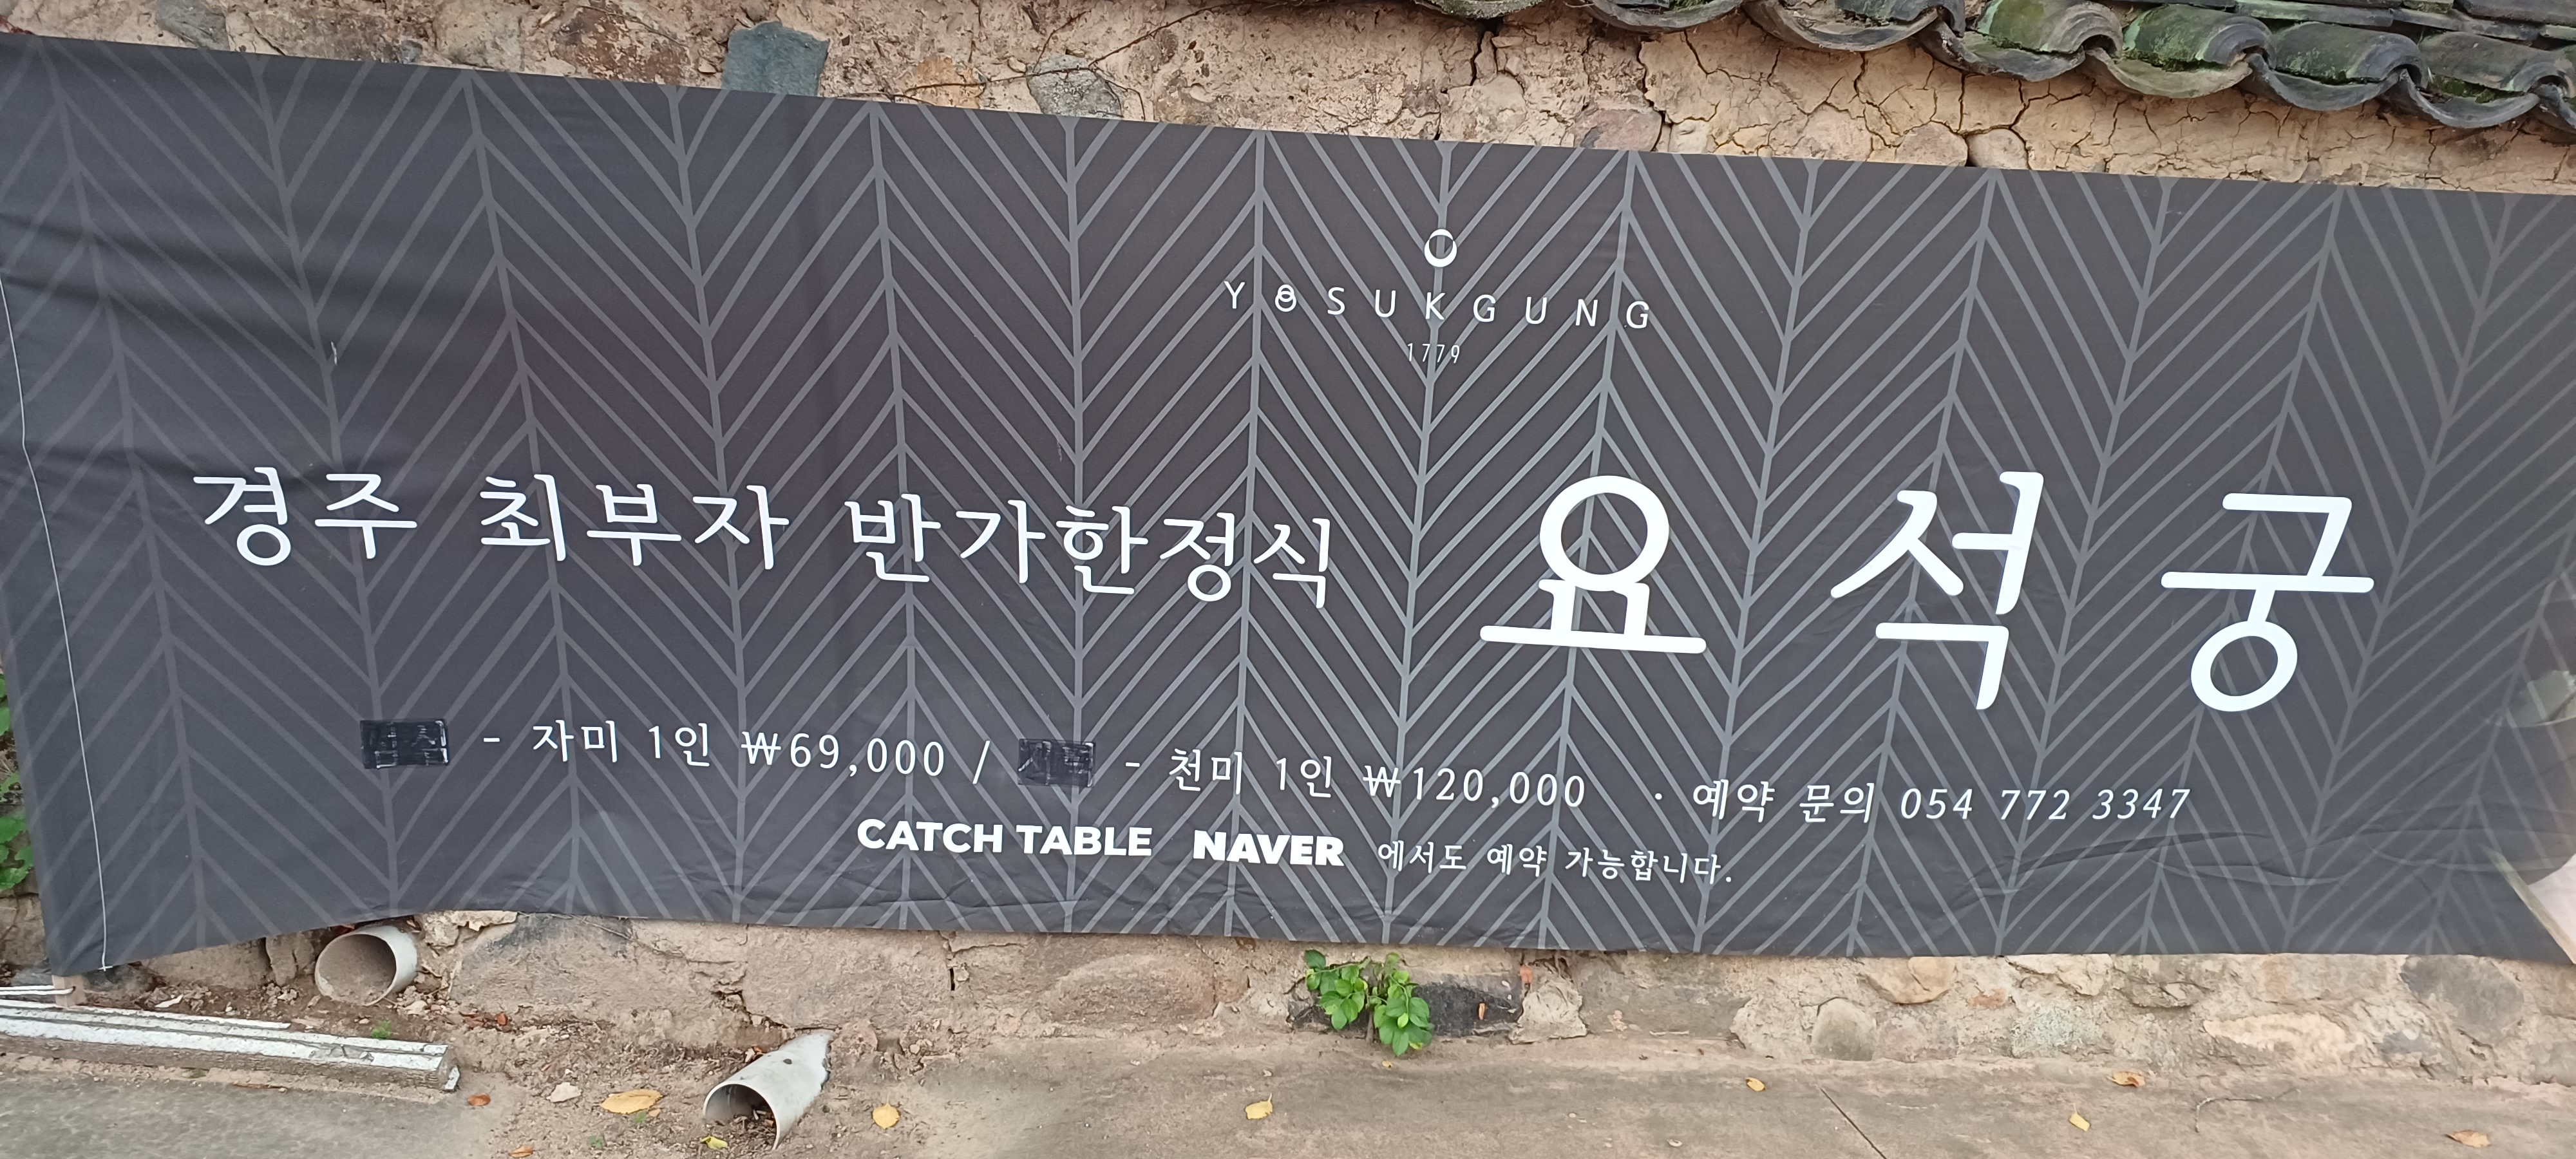 YOSUKGUNG
1779
경주 최부자 반가한정식 요석궁
- 자미 1인 ₩69,000 / - 천미 1인 ₩120,000 · 예약 문의 054 772 3347
CATCH TABLE NAVER 에서도 예약 가능합니다.